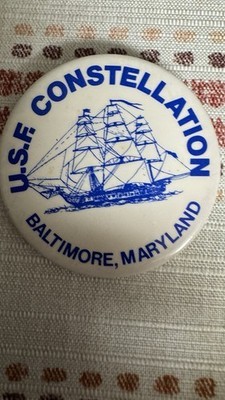 U.S.F. CONSTELLATION
BALTIMORE, MARYLAND